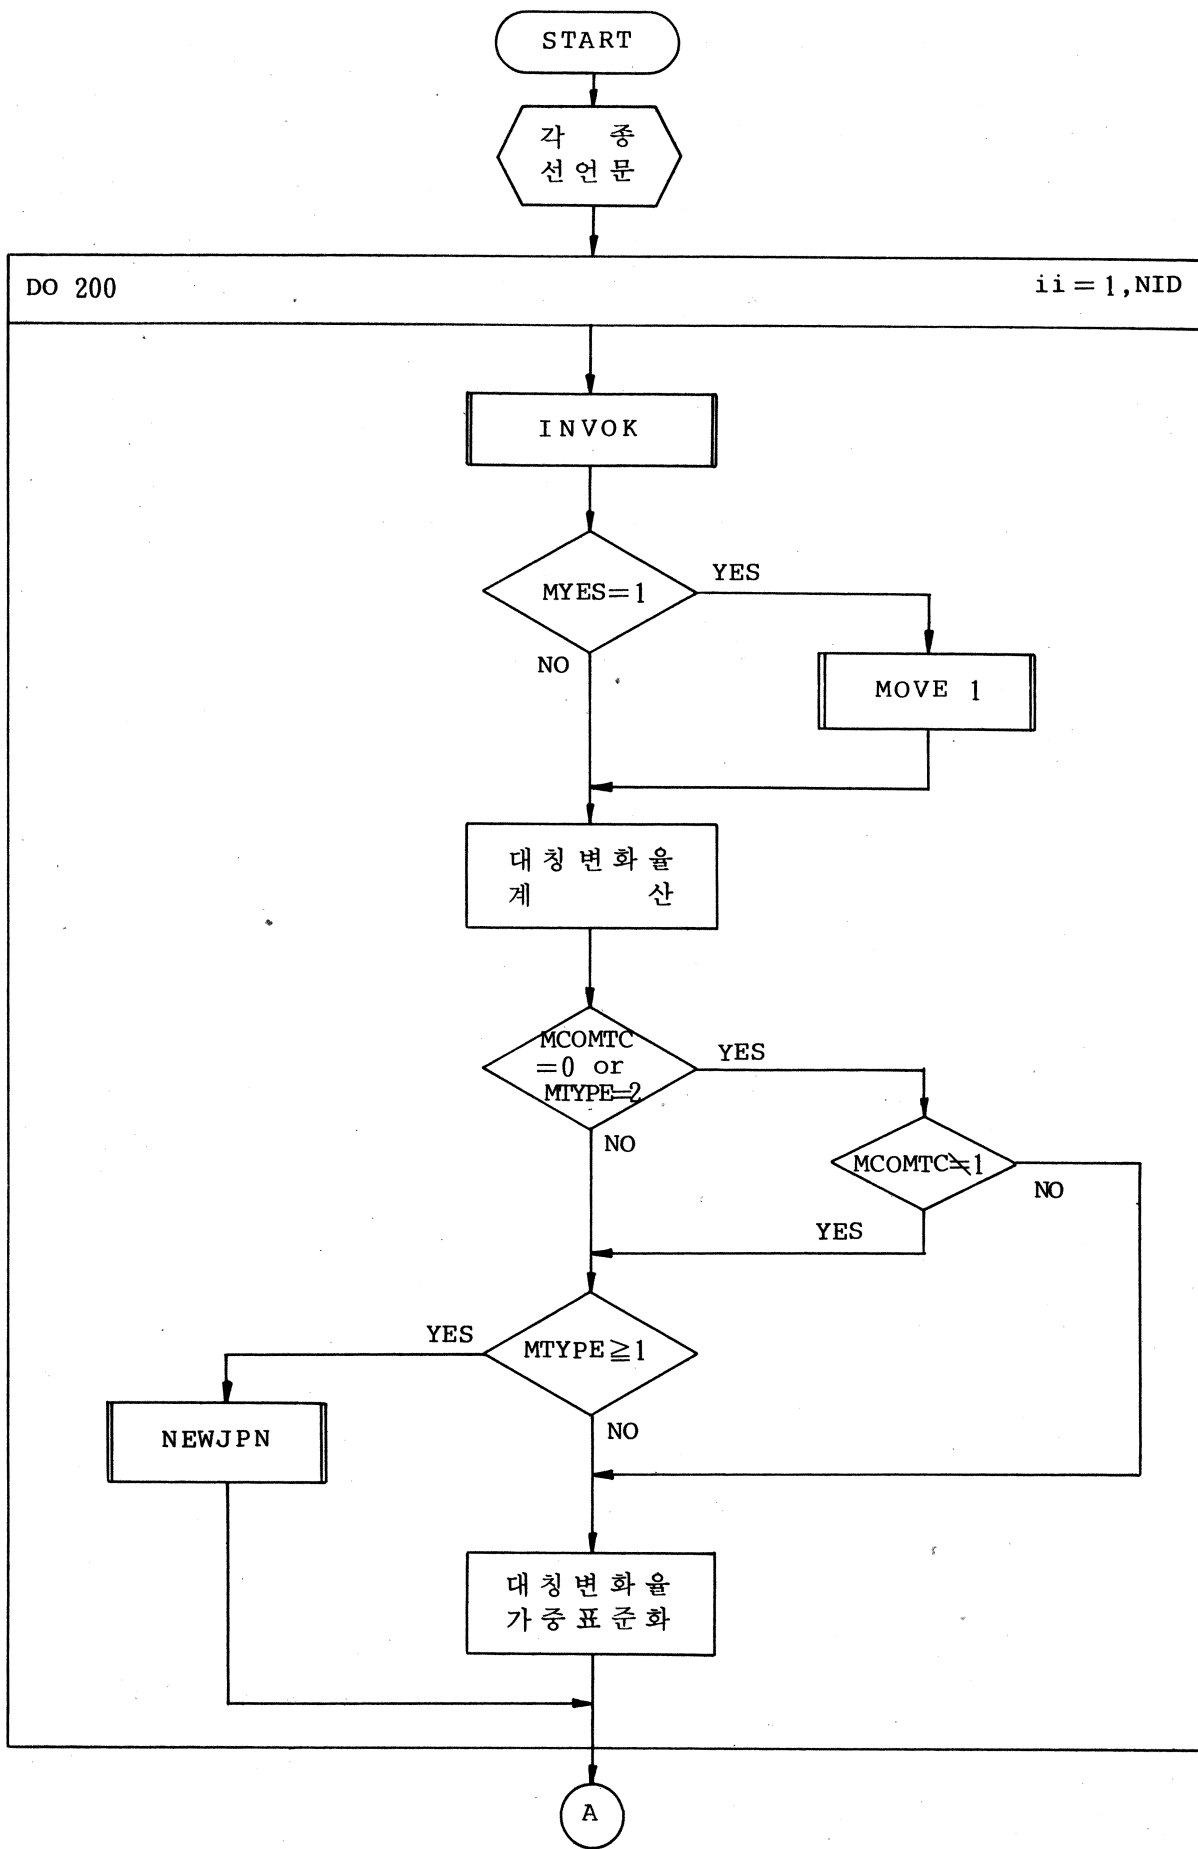 START
각 종
선언문
DO 200
ii = 1,NID
INVOK
MYES=1
YES
NO
MOVE 1
대칭변화율
계 산
MCOMTC
=0 or
MTYPE=2
YES
NO
MCOMTC≠1
NO
YES
MTYPE≧1
YES
NO
NEWJPN
대칭변화율
가중표준화
A